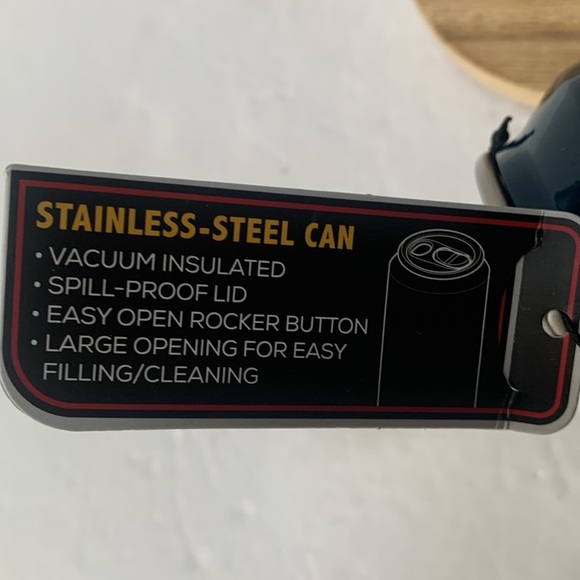 STAINLESS-STEEL CAN
• VACUUM INSULATED
• SPILL-PROOF LID
• EASY OPEN ROCKER BUTTON
• LARGE OPENING FOR EASY
FILLING/CLEANING